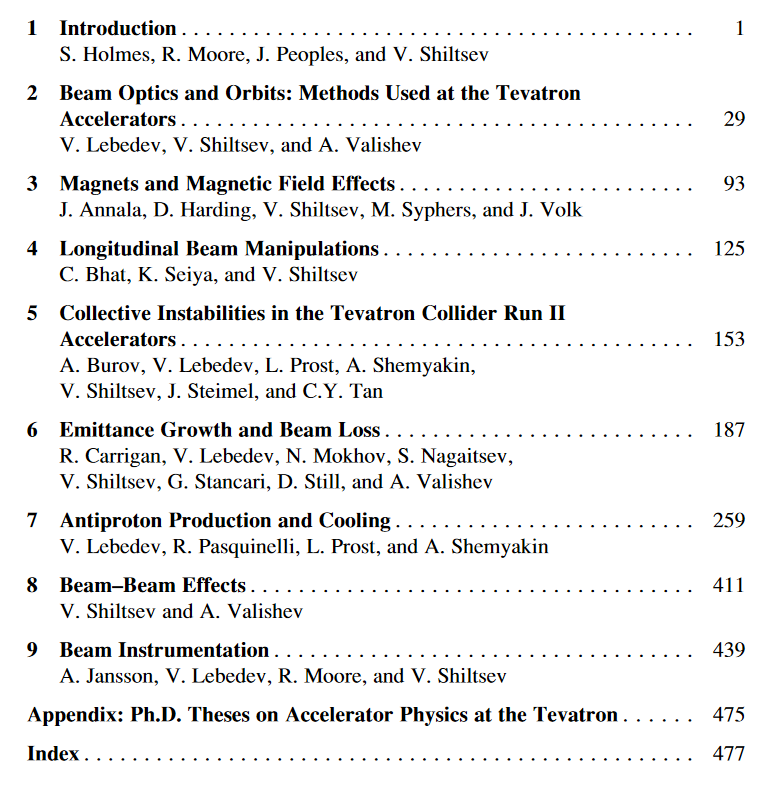 1 Introduction . . . . . . . . . . . . . . . . . . . . . . . . . . . . . . . . . . . . . . . . . . . 1
S. Holmes, R. Moore, J. Peoples, and V. Shiltsev
2 Beam Optics and Orbits: Methods Used at the Tevatron
Accelerators . . . . . . . . . . . . . . . . . . . . . . . . . . . . . . . . . . . . . . . . . . . 29
V. Lebedev, V. Shiltsev, and A. Valishev
3 Magnets and Magnetic Field Effects . . . . . . . . . . . . . . . . . . . . . . . . . 93
J. Annala, D. Harding, V. Shiltsev, M. Syphers, and J. Volk
4 Longitudinal Beam Manipulations . . . . . . . . . . . . . . . . . . . . . . . . . . 125
C. Bhat, K. Seiya, and V. Shiltsev
5 Collective Instabilities in the Tevatron Collider Run II
Accelerators . . . . . . . . . . . . . . . . . . . . . . . . . . . . . . . . . . . . . . . . . . . 153
A. Burov, V. Lebedev, L. Prost, A. Shemyakin,
V. Shiltsev, J. Steimel, and C.Y. Tan
6 Emittance Growth and Beam Loss . . . . . . . . . . . . . . . . . . . . . . . . . . 187
R. Carrigan, V. Lebedev, N. Mokhov, S. Nagaitsev,
V. Shiltsev, G. Stancari, D. Still, and A. Valishev
7 Antiproton Production and Cooling . . . . . . . . . . . . . . . . . . . . . . . . . 259
V. Lebedev, R. Pasquinelli, L. Prost, and A. Shemyakin
8 Beam–Beam Effects . . . . . . . . . . . . . . . . . . . . . . . . . . . . . . . . . . . . . 411
V. Shiltsev and A. Valishev
9 Beam Instrumentation . . . . . . . . . . . . . . . . . . . . . . . . . . . . . . . . . . . 439
A. Jansson, V. Lebedev, R. Moore, and V. Shiltsev
Appendix: Ph.D. Theses on Accelerator Physics at the Tevatron . . . . . . 475
Index . . . . . . . . . . . . . . . . . . . . . . . . . . . . . . . . . . . . . . . . . . . . . . . . . . . 477